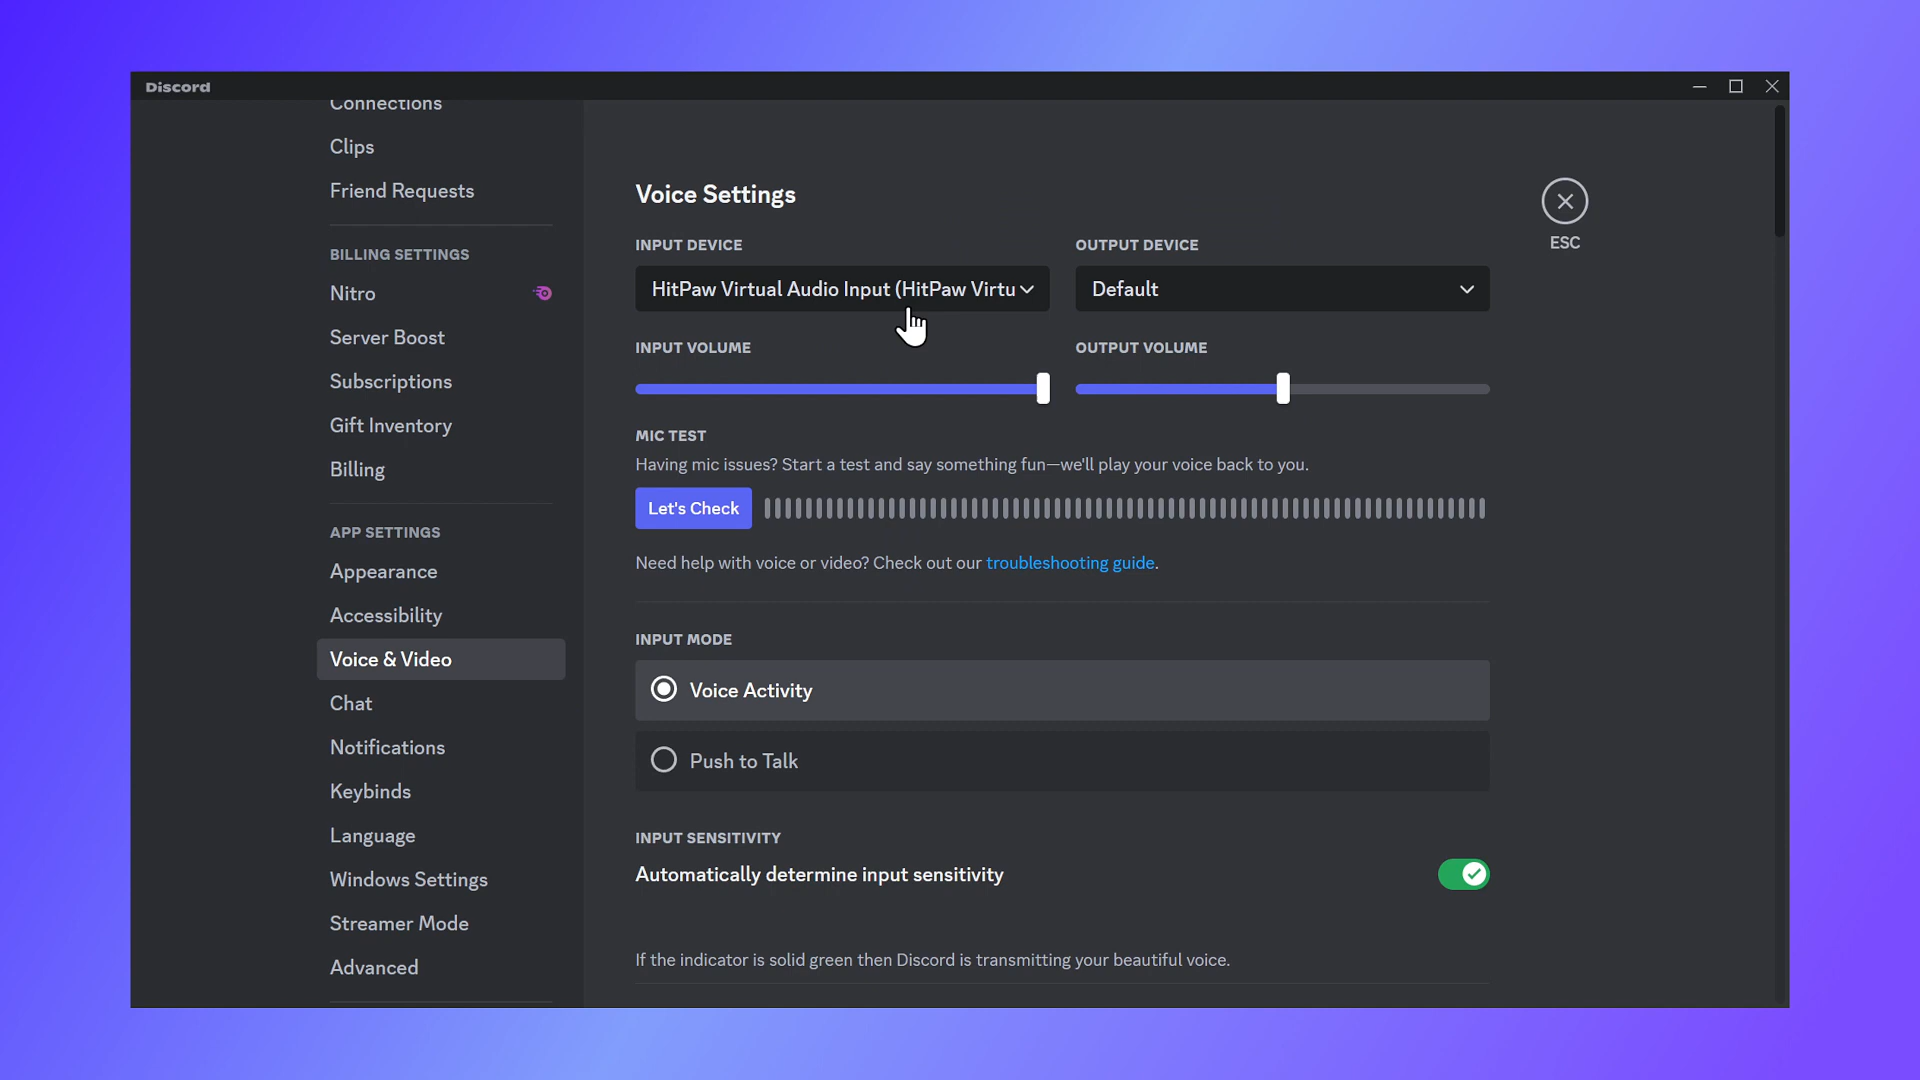 Discord
Connections
Clips
Friend Requests
BILLING SETTINGS
Nitro
Server Boost
Subscriptions
Gift Inventory
Billing
APP SETTINGS
Appearance
Accessibility
Voice & Video
Chat
Notifications
Keybinds
Language
Windows Settings
Streamer Mode
Advanced
Voice Settings
INPUT DEVICE
HitPaw Virtual Audio Input (HitPaw Virtu
OUTPUT DEVICE
Default
INPUT VOLUME
OUTPUT VOLUME
MIC TEST
Having mic issues? Start a test and say something fun—we'll play your voice back to you.
Let's Check
Need help with voice or video? Check out our troubleshooting guide.
INPUT MODE
Voice Activity
Push to Talk
INPUT SENSITIVITY
Automatically determine input sensitivity
If the indicator is solid green then Discord is transmitting your beautiful voice.
ESC